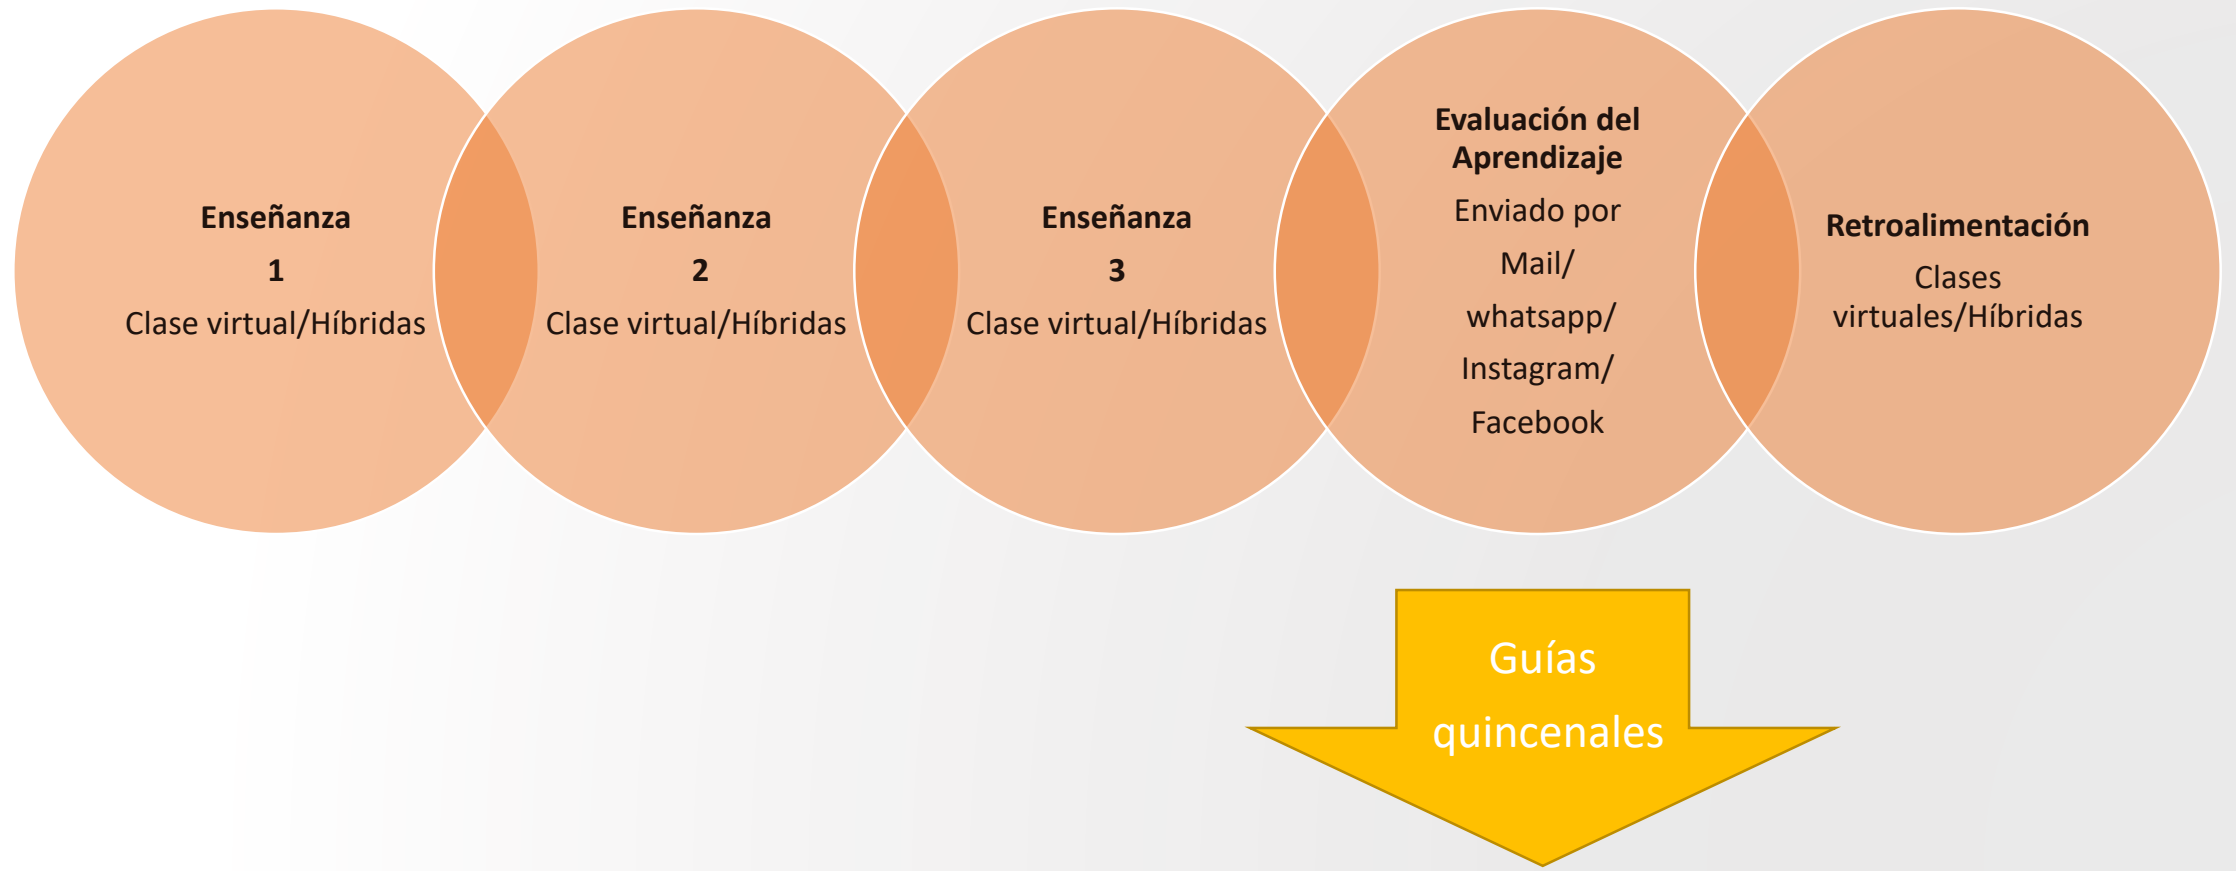 Enseñanza
1
Clase virtual/Híbridas
Enseñanza
2
Clase virtual/Híbridas
Enseñanza
3
Clase virtual/Híbridas
Evaluación del
Aprendizaje
Enviado por
Mail/
whatsapp/
Instagram/
Facebook
Retroalimentación
Clases
virtuales/Híbridas
Guías
quincenales